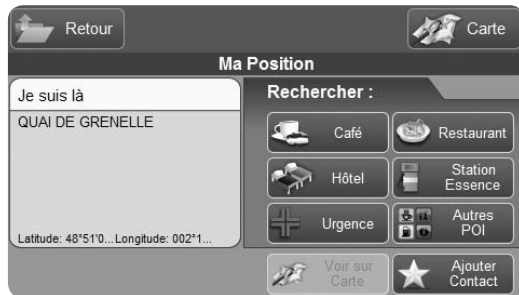 Retour
Carte
Ma Position
Je suis là
QUAI DE GRENELLE
Latitude: 48°51'0... Longitude: 002°1...
Rechercher :
Café
Restaurant
Hôtel
Station
Essence
Urgence
Autres
POI
Voir sur
Carte
Ajouter
Contact